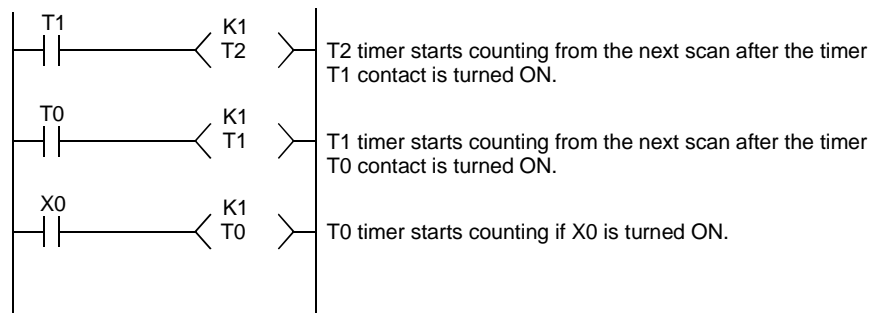 T1
K1
T2
T2 timer starts counting from the next scan after the timer
T1 contact is turned ON.
T0
K1
T1
T1 timer starts counting from the next scan after the timer
T0 contact is turned ON.
X0
K1
T0
T0 timer starts counting if X0 is turned ON.